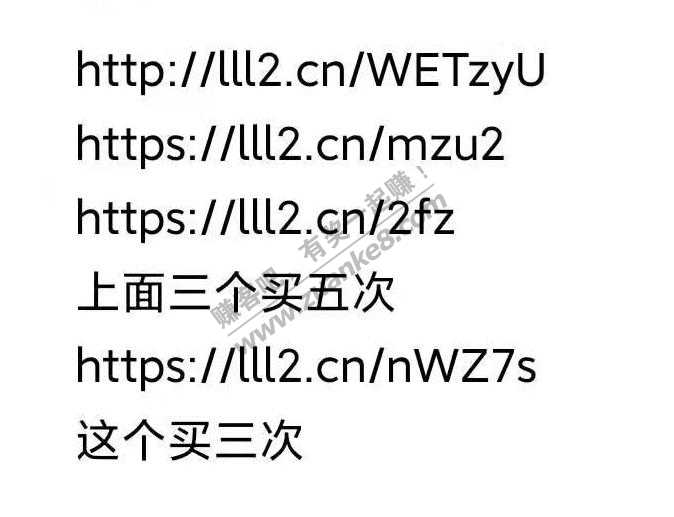 http://lll2.cn/WETzyU
https://lll2.cn/mzu2
https://lll2.cn/2fz
上面三个买五次
https://lll2.cn/nWZ7s
这个买三次
赚客吧，有奖一起赚！
www.zuanke8.com